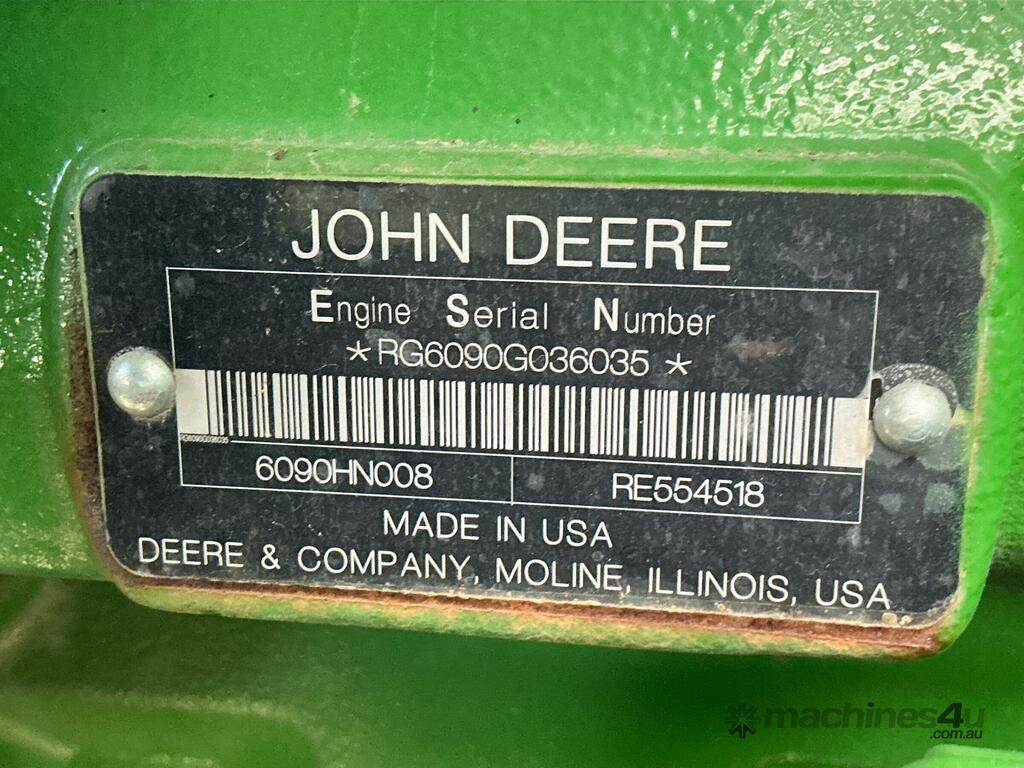 JOHN DEERE
Engine Serial Number
*RG6090G036035*
RG6090G036035
6090HN008 RE554518
MADE IN USA
DEERE & COMPANY, MOLINE, ILLINOIS, USA
machines4u
.com.au